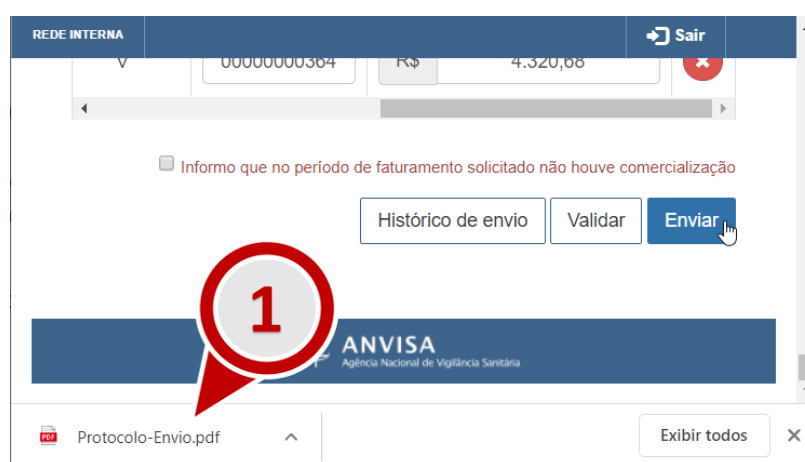 REDE INTERNA Sair
V 00000000364 R$ 4.320,68
Informo que no período de faturamento solicitado não houve comercialização
Histórico de envio Validar Enviar
1
ANVISA
Agência Nacional de Vigilância Sanitária
PDF Protocolo-Envio.pdf Exibir todos